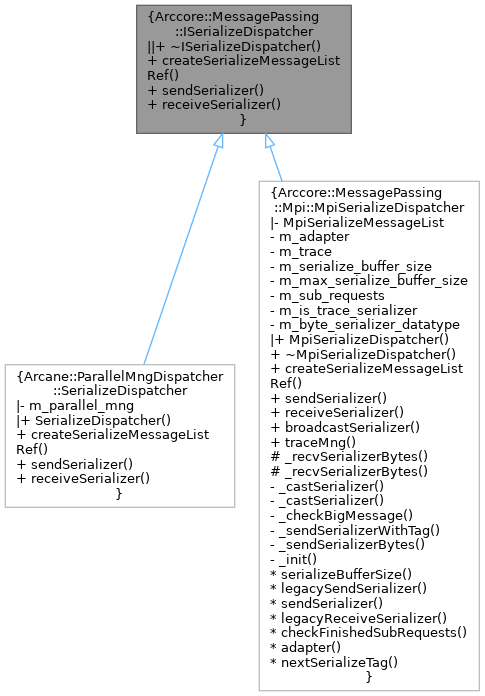 {Arccore::MessagePassing
::ISerializeDispatcher
||+ ~ISerializeDispatcher()
+ createSerializeMessageList
Ref()
+ sendSerializer()
+ receiveSerializer()
}
{Arccore::MessagePassing
::Mpi::MpiSerializeDispatcher
|- MpiSerializeMessageList
- m_adapter
- m_trace
- m_serialize_buffer_size
- m_max_serialize_buffer_size
- m_sub_requests
- m_is_trace_serializer
- m_byte_serializer_datatype
|+ MpiSerializeDispatcher()
+ ~MpiSerializeDispatcher()
+ createSerializeMessageList
Ref()
+ sendSerializer()
+ receiveSerializer()
+ broadcastSerializer()
+ traceMng()
# _recvSerializerBytes()
# _recvSerializerBytes()
- _castSerializer()
- _castSerializer()
- _checkBigMessage()
- _sendSerializerWithTag()
- _sendSerializerBytes()
- _init()
* serializeBufferSize()
* legacySendSerializer()
* sendSerializer()
* legacyReceiveSerializer()
* checkFinishedSubRequests()
* adapter()
* nextSerializeTag()
}
{Arcane::ParallelMngDispatcher
::SerializeDispatcher
|- m_parallel_mng
|+ SerializeDispatcher()
+ createSerializeMessageList
Ref()
+ sendSerializer()
+ receiveSerializer()
}